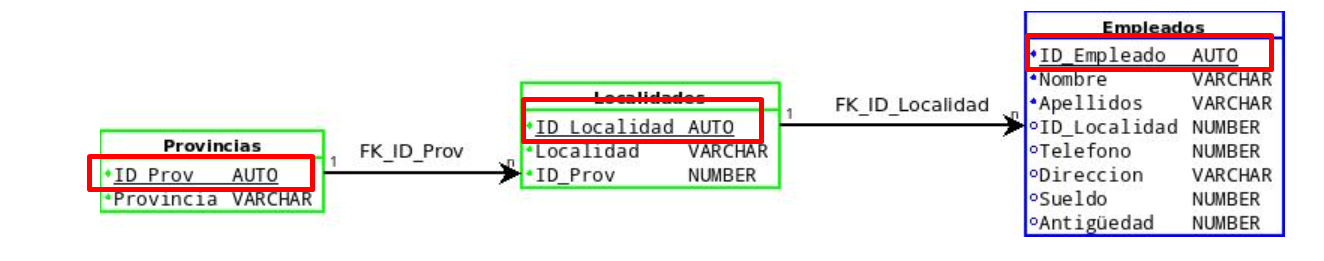 Provincias
ID_Prov AUTO
Provincia VARCHAR
1
FK_ID_Prov
n
Localidades
ID_Localidad AUTO
Localidad VARCHAR
ID_Prov NUMBER
1
FK_ID_Localidad
n
Empleados
ID_Empleado AUTO
Nombre VARCHAR
Apellidos VARCHAR
ID_Localidad NUMBER
Telefono NUMBER
Direccion VARCHAR
Sueldo NUMBER
Antigüedad NUMBER